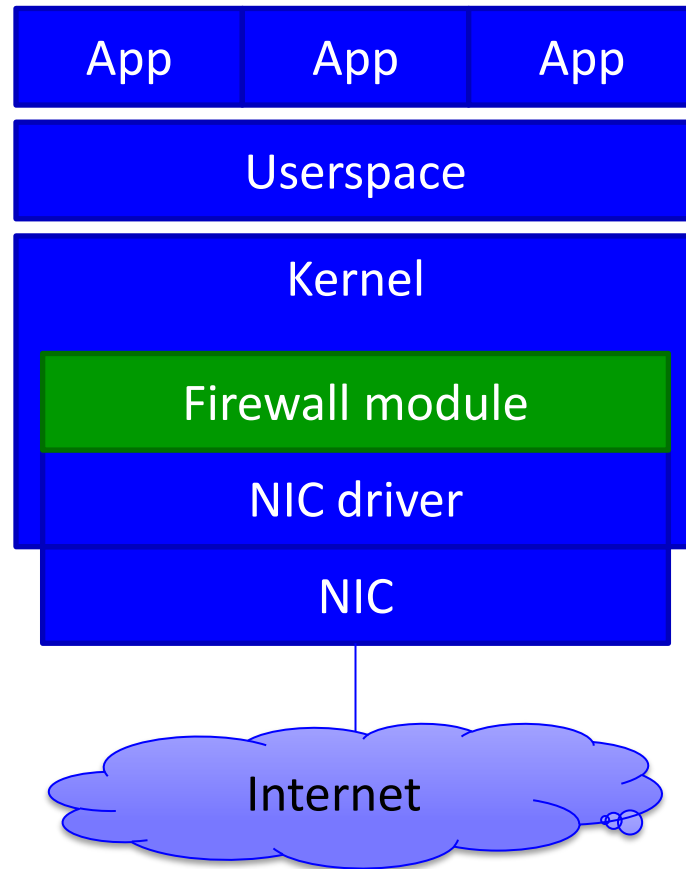 App App App
Userspace
Kernel
Firewall module
NIC driver
NIC
Internet